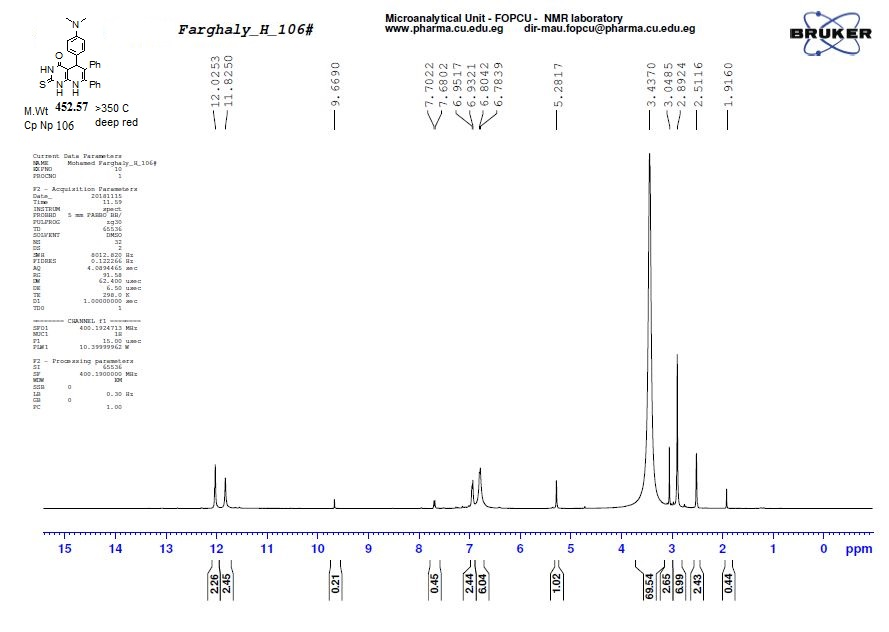 Farghaly_H_106#
Microanalytical Unit - FOPCU - NMR laboratory
www.pharma.cu.edu.eg dir-mau.fopcu@pharma.cu.edu.eg
BRUKER
N
O
Ph
HN
S
N
H
N
H
Ph
M.Wt 452.57 >350 C
Cp Np 106 deep red
12.0253
11.8250
9.6690
7.7022
7.6802
6.9517
6.9321
6.8042
6.7839
5.2817
3.4370
3.0485
2.8924
2.5116
1.9160
Current Data Parameters
NAME Mohamed Farghaly_H_106#
EXPNO 10
PROCNO 1
F2 - Acquisition Parameters
Date_ 20181115
Time 11.59
INSTRUM spect
PROBHD 5 mm PABBO BB/
PULPROG zg30
TD 65536
SOLVENT DMSO
NS 32
DS 2
SWH 8012.820 Hz
FIDRES 0.122266 Hz
AQ 4.0894465 sec
RG 91.58
DW 62.400 usec
DE 6.50 usec
TE 298.0 K
D1 1.00000000 sec
TD0 1
======== CHANNEL f1 ========
SFO1 400.1924713 MHz
NUC1 1H
P1 15.00 usec
PLW1 10.39999962 W
F2 - Processing parameters
SI 65536
SF 400.1900000 MHz
WDW EM
SSB 0
LB 0.30 Hz
GB 0
PC 1.00
15 14 13 12 11 10 9 8 7 6 5 4 3 2 1 0 ppm
2.26
2.45
0.21
0.45
2.44
6.04
1.02
69.54
2.65
6.99
2.43
0.44